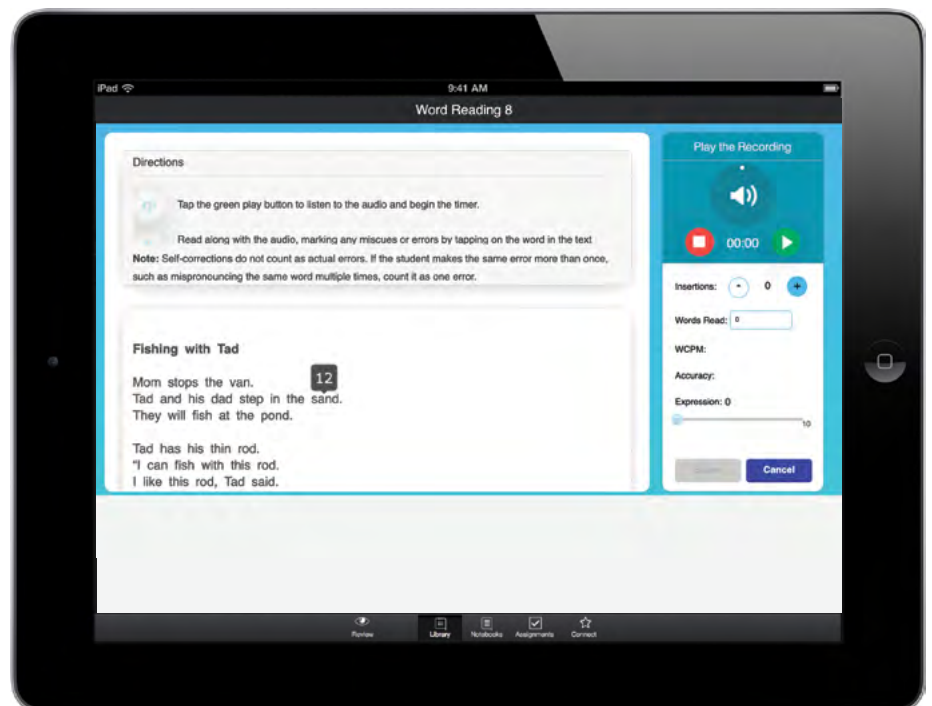 iPad
9:41 AM
Word Reading 8
Directions
Tap the green play button to listen to the audio and begin the timer.
Read along with the audio, marking any miscues or errors by tapping on the word in the text
Note: Self-corrections do not count as actual errors. If the student makes the same error more than once,
such as mispronouncing the same word multiple times, count it as one error.
Fishing with Tad
Mom stops the van.
12
Tad and his dad step in the sand.
They will fish at the pond.
Tad has his thin rod.
"I can fish with this rod.
I like this rod, Tad said.
Play the Recording
00:00
Insertions: - 0 +
Words Read: 0
WCPM:
Accuracy:
Expression: 0
10
Cancel
Review Library Notebooks Assignments Connect